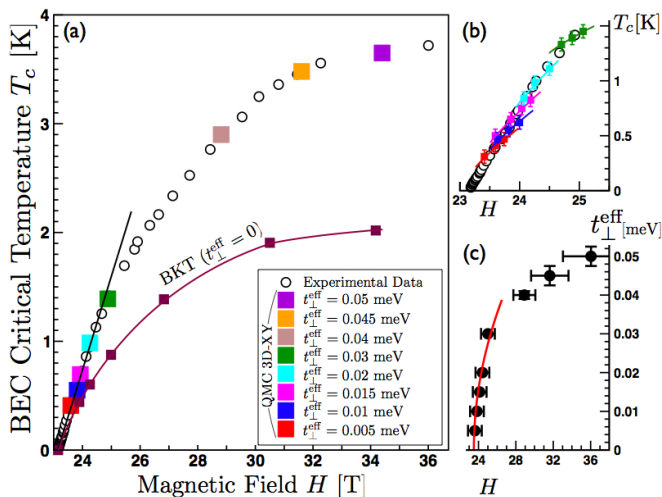 (a)
BEC Critical Temperature T_c [K]
4
3
2
1
0
24
26
28
30
32
34
36
Magnetic Field H [T]
BKT (t_⊥^eff = 0)
QMC 3D-XY
Experimental Data
t_⊥^eff = 0.05 meV
t_⊥^eff = 0.045 meV
t_⊥^eff = 0.04 meV
t_⊥^eff = 0.03 meV
t_⊥^eff = 0.02 meV
t_⊥^eff = 0.015 meV
t_⊥^eff = 0.01 meV
t_⊥^eff = 0.005 meV
(b)
T_c [K]
1
0.5
0
23
24
25
H
t_⊥^eff [meV]
(c)
0.05
0.04
0.03
0.02
0.01
0
24
28
32
36
H